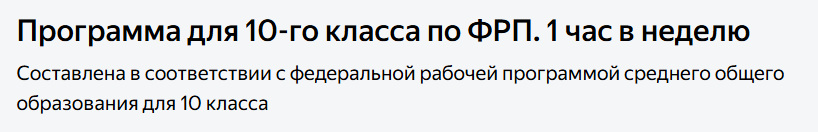 Программа для 10-го класса по ФРП. 1 час в неделю
Составлена в соответствии с федеральной рабочей программой среднего общего
образования для 10 класса